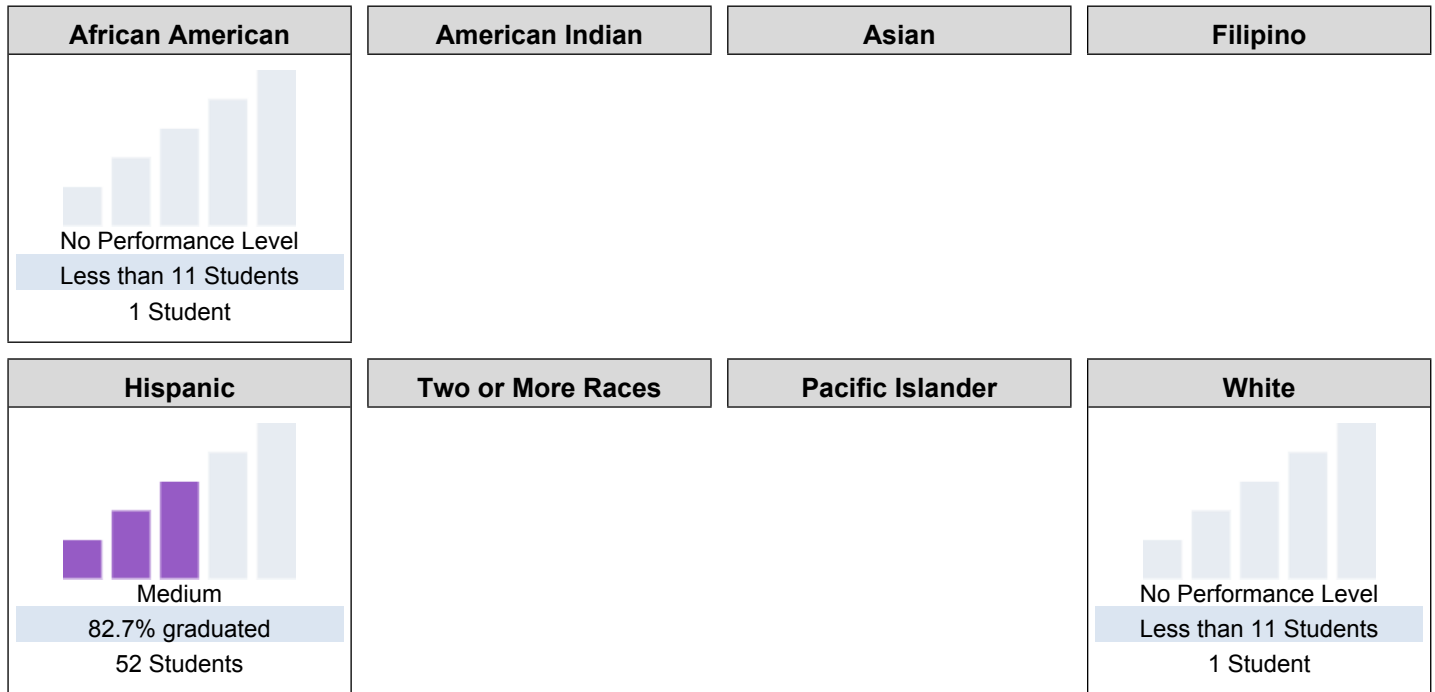 African American
American Indian
Asian
Filipino
No Performance Level
Less than 11 Students
1 Student
Hispanic
Two or More Races
Pacific Islander
White
Medium
82.7% graduated
52 Students
No Performance Level
Less than 11 Students
1 Student